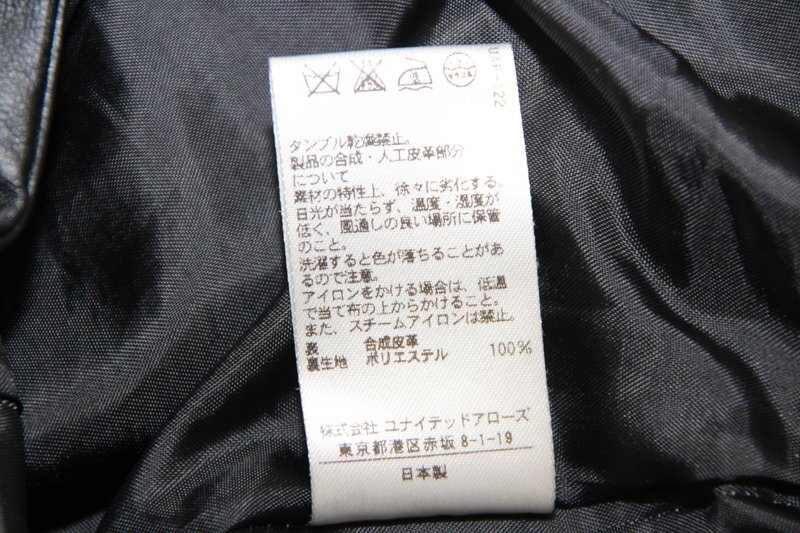 タンブル乾燥禁止。
製品の合成・人工皮革部分
について
素材の特性上、徐々に劣化する。
日光が当たらず、温度・湿度が
低く、風通しの良い場所に保管
のこと。
洗濯すると色が落ちることがあ
るので注意。
アイロンをかける場合は、低温
で当て布の上からかけること。
また、スチームアイロンは禁止。
表 合成皮革
裏生地 ポリエステル 100%
株式会社 ユナイテッドアローズ
東京都港区赤坂 8-1-19
日本製